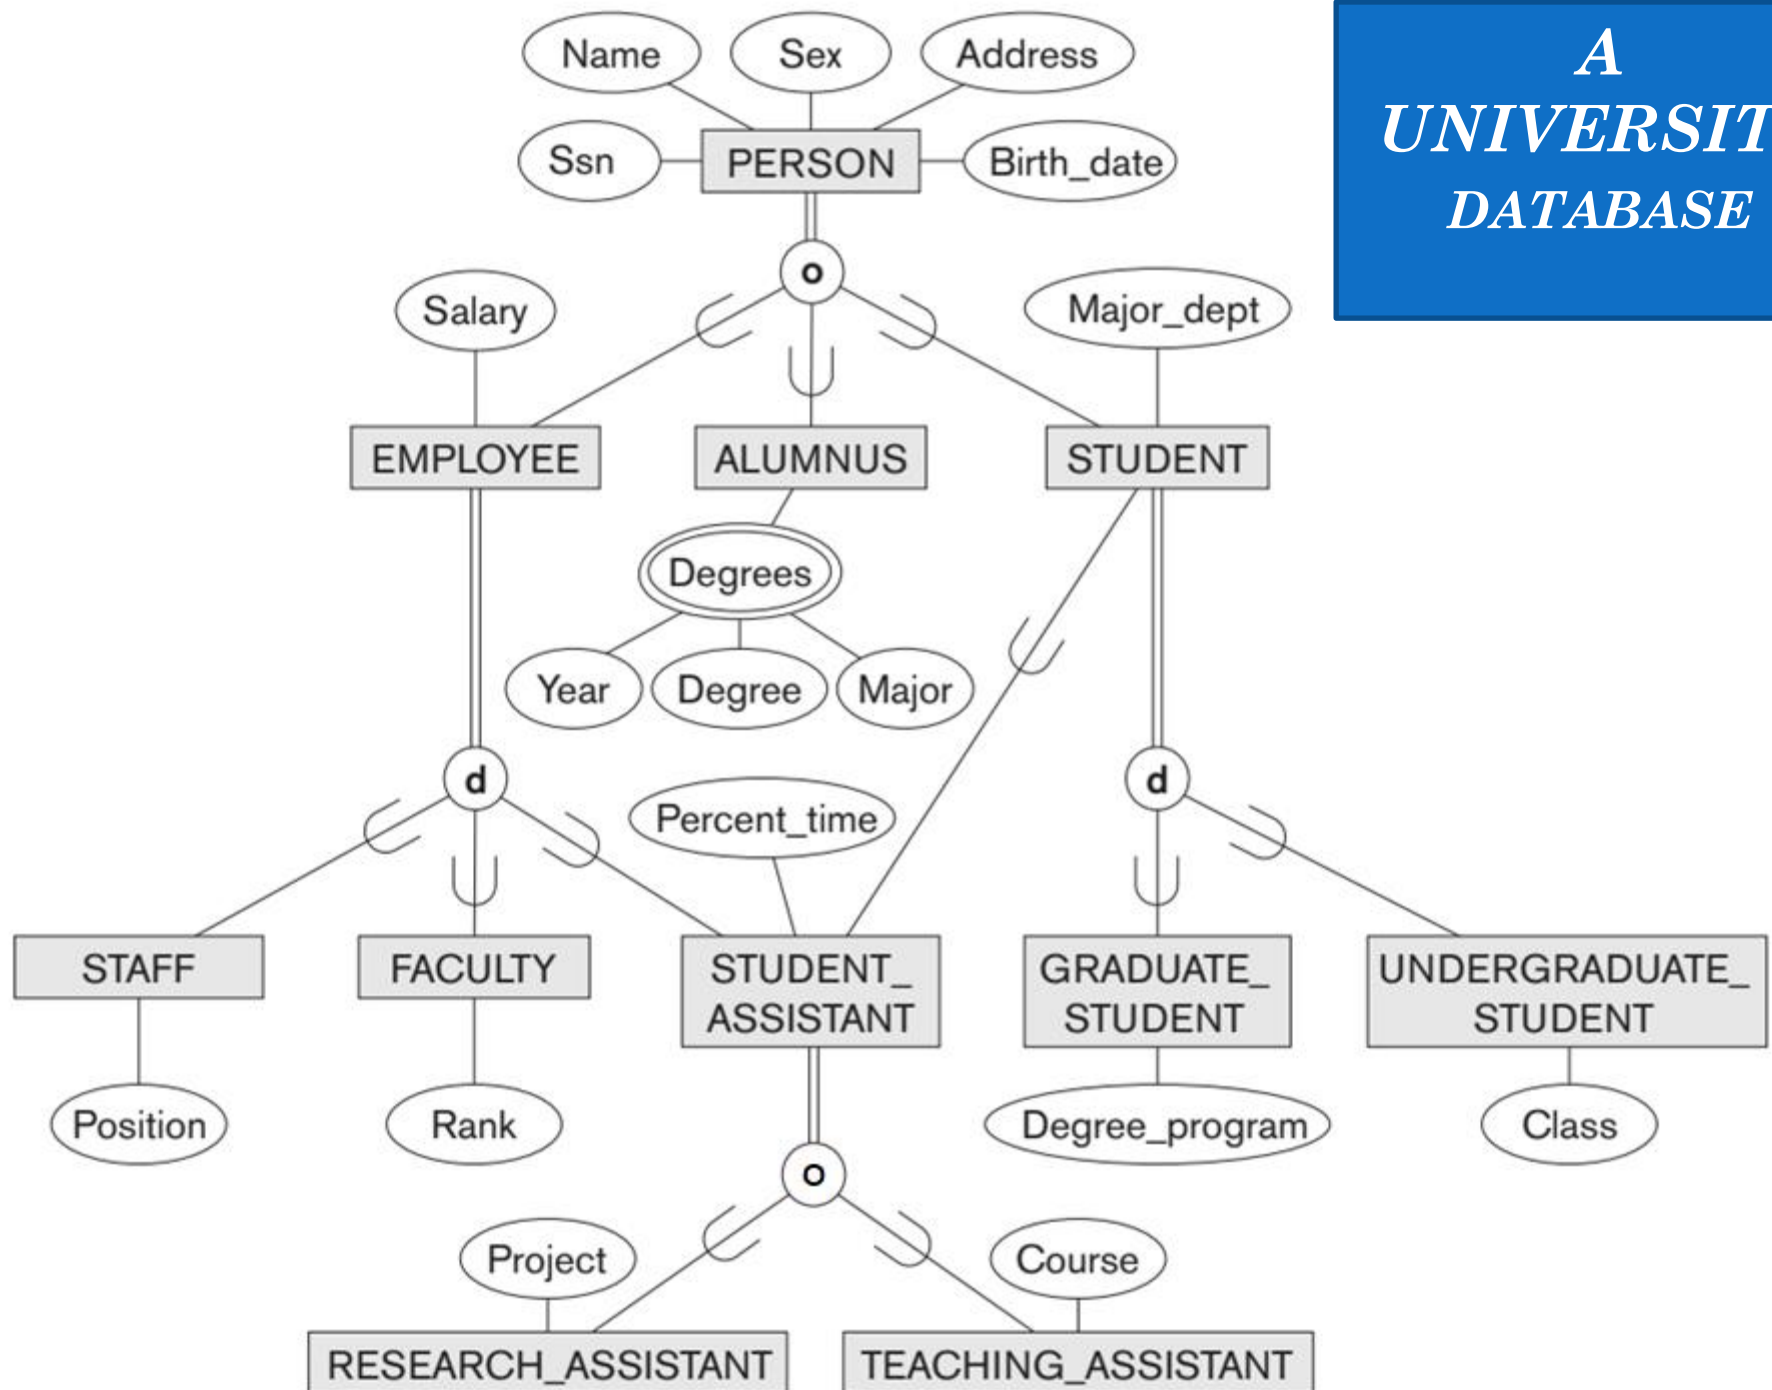 A
UNIVERSIT
DATABASE
Name
Sex
Address
Ssn
PERSON
Birth_date
o
Salary
Major_dept
EMPLOYEE
ALUMNUS
STUDENT
Degrees
Year
Degree
Major
d
Percent_time
d
STAFF
FACULTY
STUDENT_
ASSISTANT
GRADUATE_
STUDENT
UNDERGRADUATE_
STUDENT
Position
Rank
Degree_program
Class
O
Project
Course
RESEARCH_ASSISTANT
TEACHING_ASSISTANT